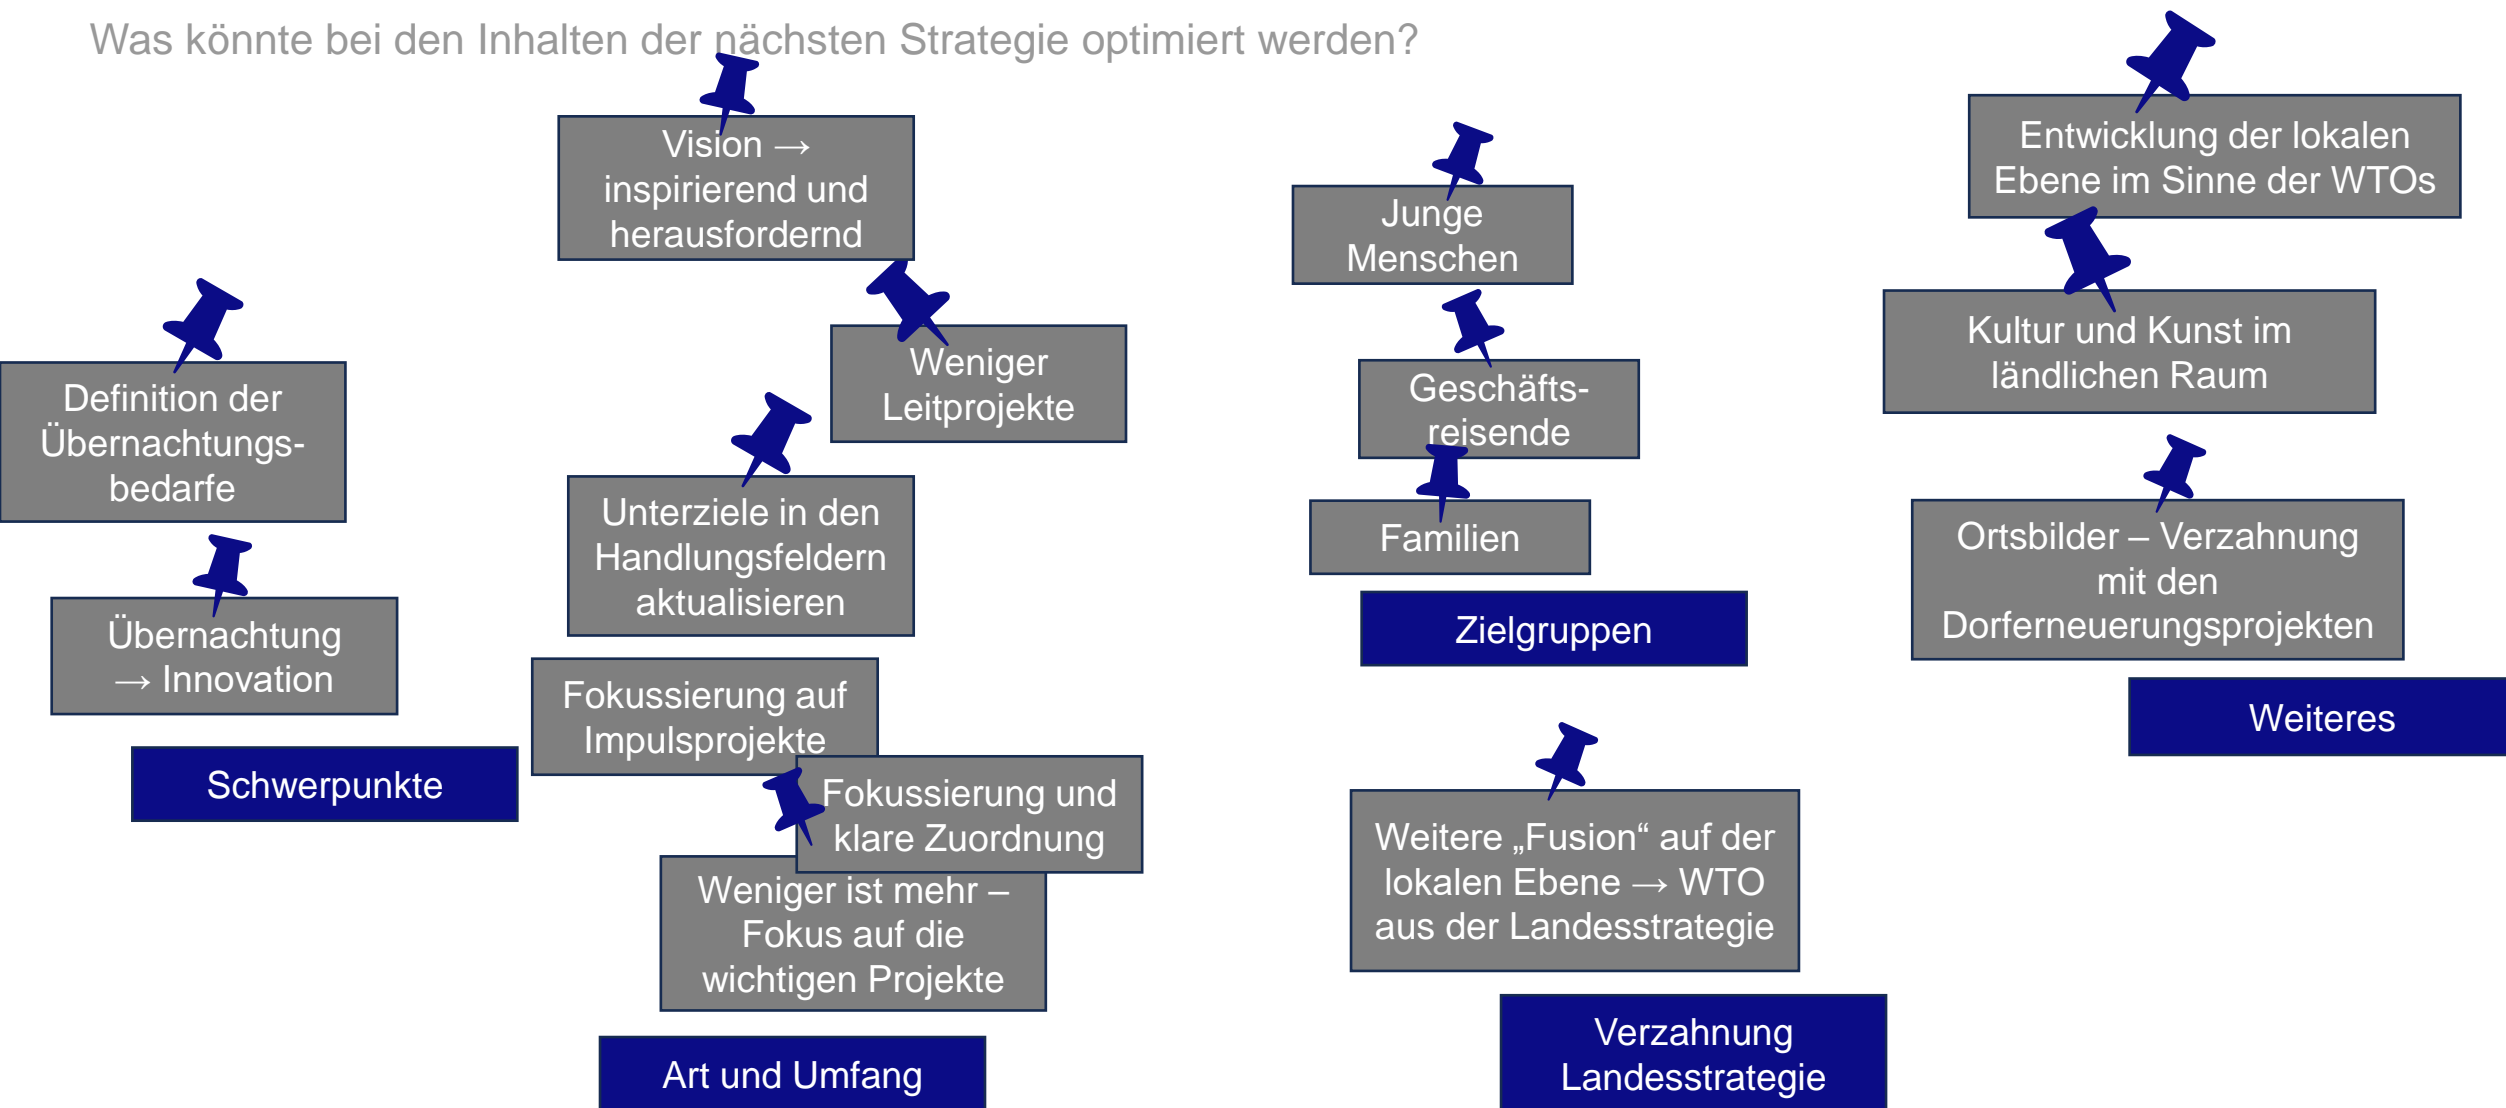 Was könnte bei den Inhalten der nächsten Strategie optimiert werden?
Definition der
Übernachtungs-
bedarfe
Übernachtung
→ Innovation
Schwerpunkte
Vision →
inspirierend und
herausfordernd
Weniger
Leitprojekte
Unterziele in den
Handlungsfeldern
aktualisieren
Fokussierung auf
Impulsprojekte
Fokussierung und
klare Zuordnung
Weniger ist mehr –
Fokus auf die
wichtigen Projekte
Art und Umfang
Junge
Menschen
Geschäfts-
reisende
Familien
Zielgruppen
Weitere „Fusion“ auf der
lokalen Ebene → WTO
aus der Landesstrategie
Verzahnung
Landesstrategie
Entwicklung der lokalen
Ebene im Sinne der WTOs
Kultur und Kunst im
ländlichen Raum
Ortsbilder – Verzahnung
mit den
Dorferneuerungsprojekten
Weiteres